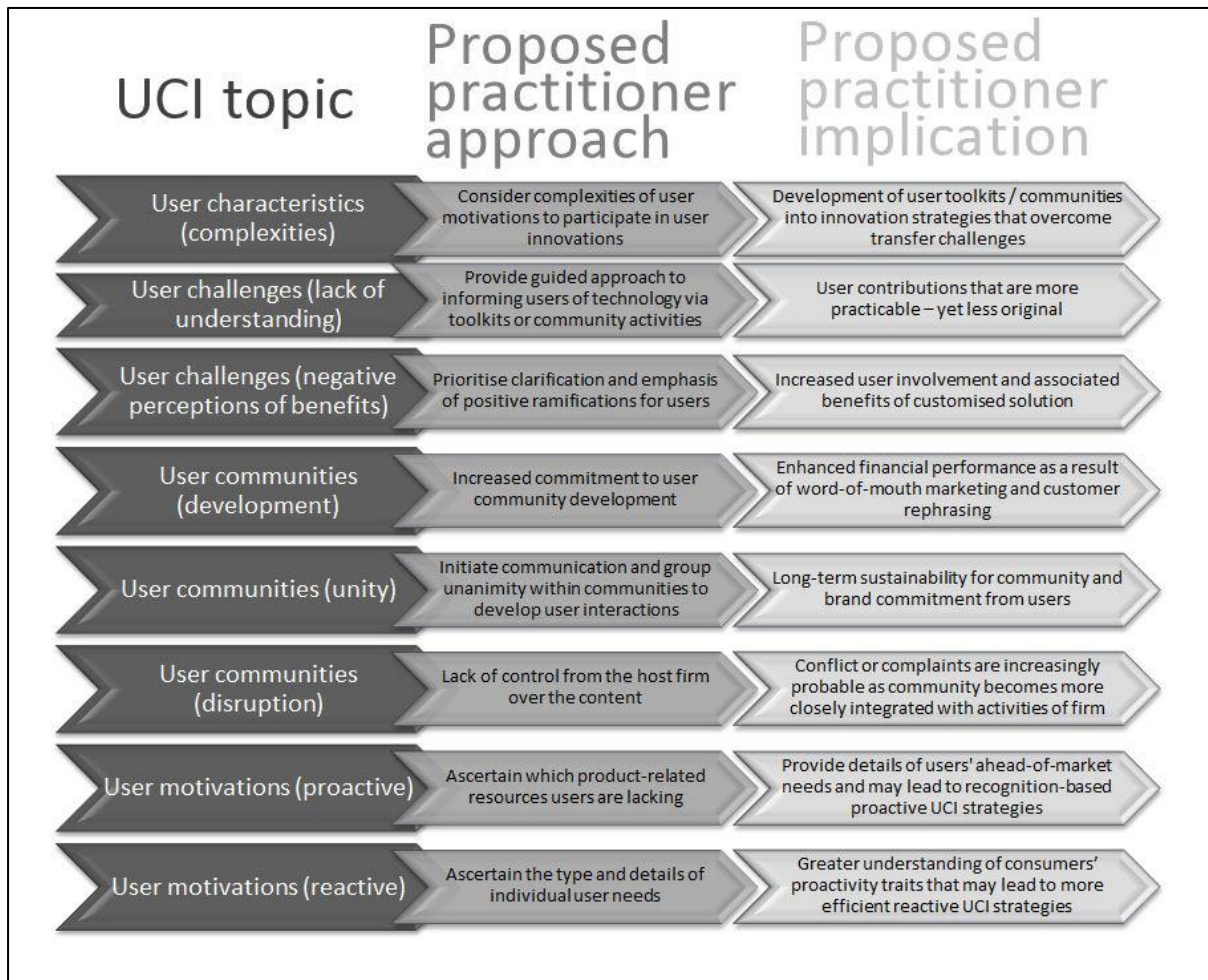 UCI topic
Proposed
practitioner
approach
Proposed
practitioner
implication
User characteristics
(complexities)
Consider complexities of user
motivations to participate in user
innovations
Development of user toolkits / communities
into innovation strategies that overcome
transfer challenges
User challenges (lack of
understanding)
Provide guided approach to
informing users of technology via
toolkits or community activities
User contributions that are more
practicable – yet less original
User challenges (negative
perceptions of benefits)
Prioritise clarification and emphasis
of positive ramifications for users
Increased user involvement and associated
benefits of customised solution
User communities
(development)
Increased commitment to user
community development
Enhanced financial performance as a result
of word-of-mouth marketing and customer
rephrasing
User communities (unity)
Initiate communication and group
unanimity within communities to
develop user interactions
Long-term sustainability for community and
brand commitment from users
User communities
(disruption)
Lack of control from the host firm
over the content
Conflict or complaints are increasingly
probable as community becomes more
closely integrated with activities of firm
User motivations (proactive)
Ascertain which product-related
resources users are lacking
Provide details of users' ahead-of-market
needs and may lead to recognition-based
proactive UCI strategies
User motivations (reactive)
Ascertain the type and details of
individual user needs
Greater understanding of consumers’
proactivity traits that may lead to more
efficient reactive UCI strategies